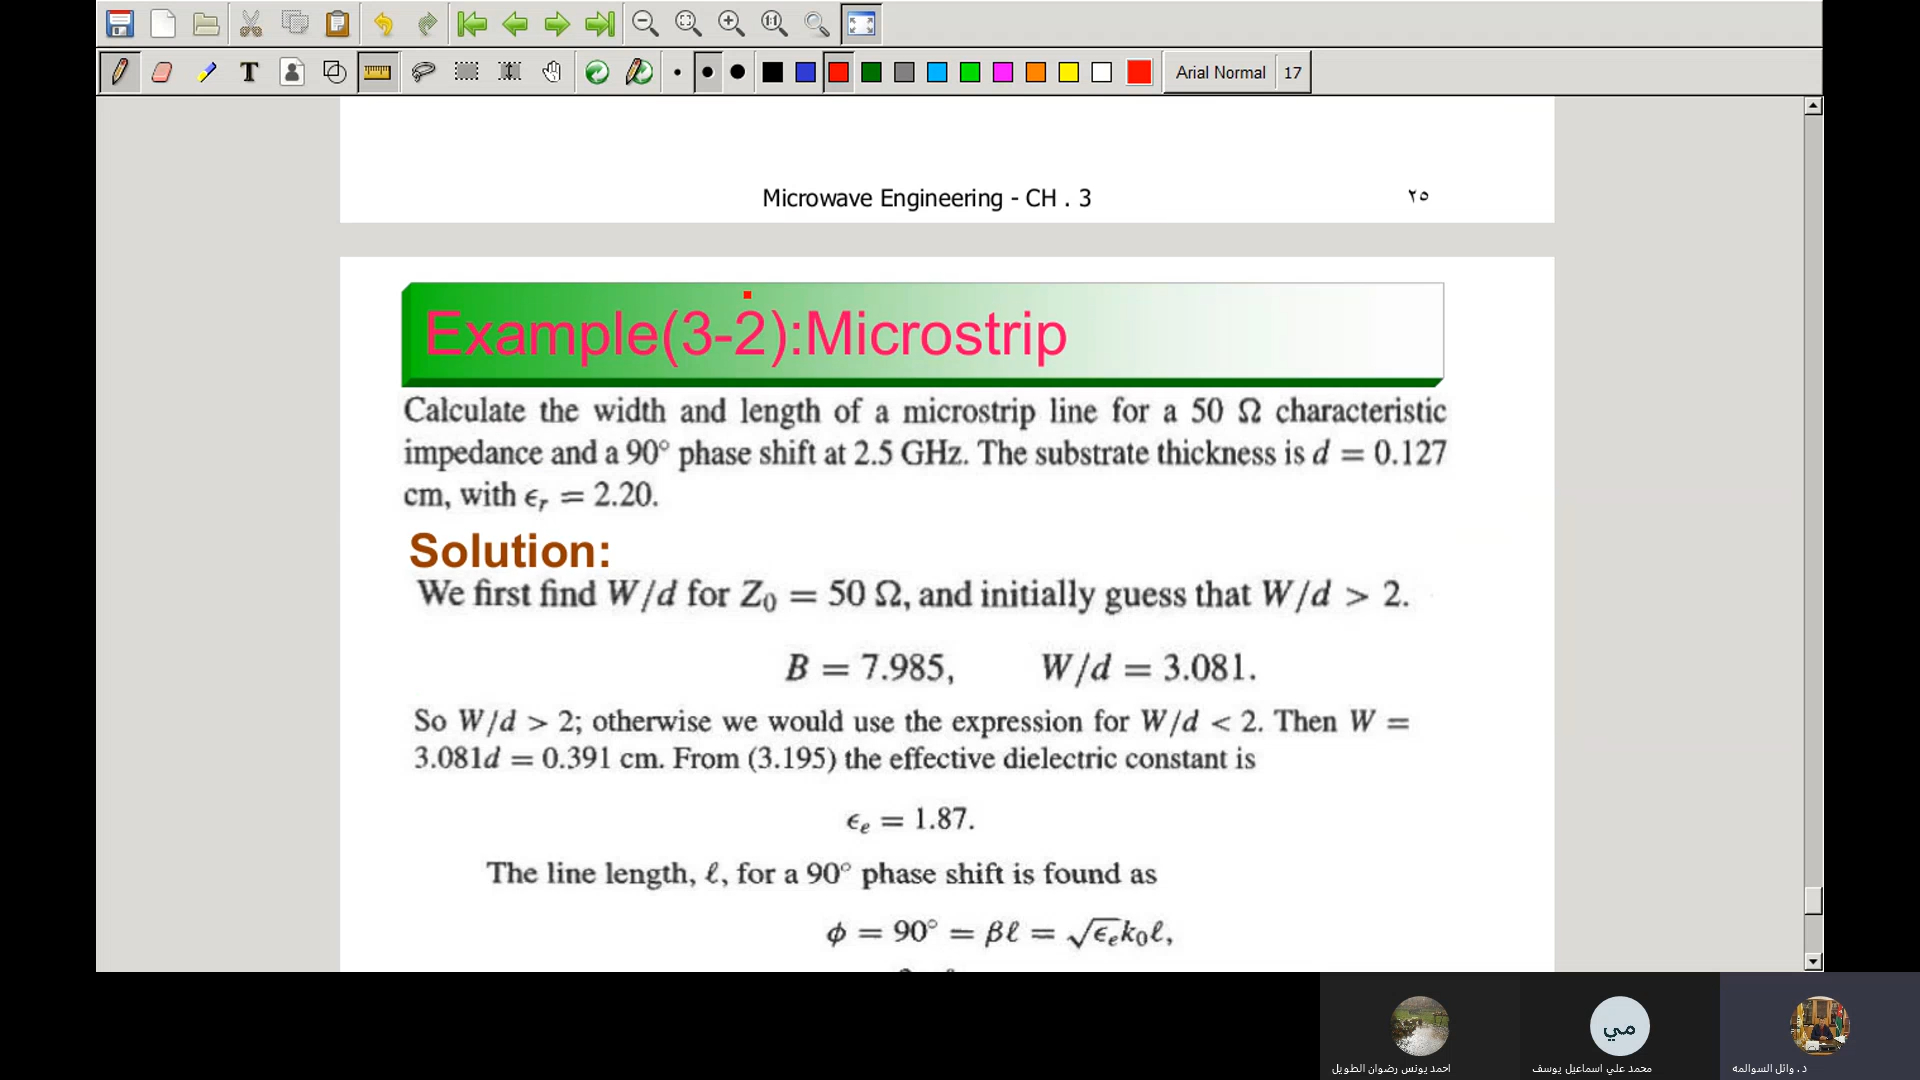 Arial Normal 17
Microwave Engineering - CH . 3
٢٥
Example(3-2):Microstrip
Calculate the width and length of a microstrip line for a 50 Ω characteristic
impedance and a 90° phase shift at 2.5 GHz. The substrate thickness is d = 0.127
cm, with ϵr = 2.20.
Solution:
We first find W/d for Z0 = 50 Ω, and initially guess that W/d > 2.
B = 7.985, W/d = 3.081.
So W/d > 2; otherwise we would use the expression for W/d < 2. Then W =
3.081d = 0.391 cm. From (3.195) the effective dielectric constant is
ϵe = 1.87.
The line length, ℓ, for a 90° phase shift is found as
ϕ = 90° = βℓ = √ϵe k0ℓ,
مي
احمد يونس رضوان الطويل
محمد علي اسماعيل يوسف
د. وائل السوالمه